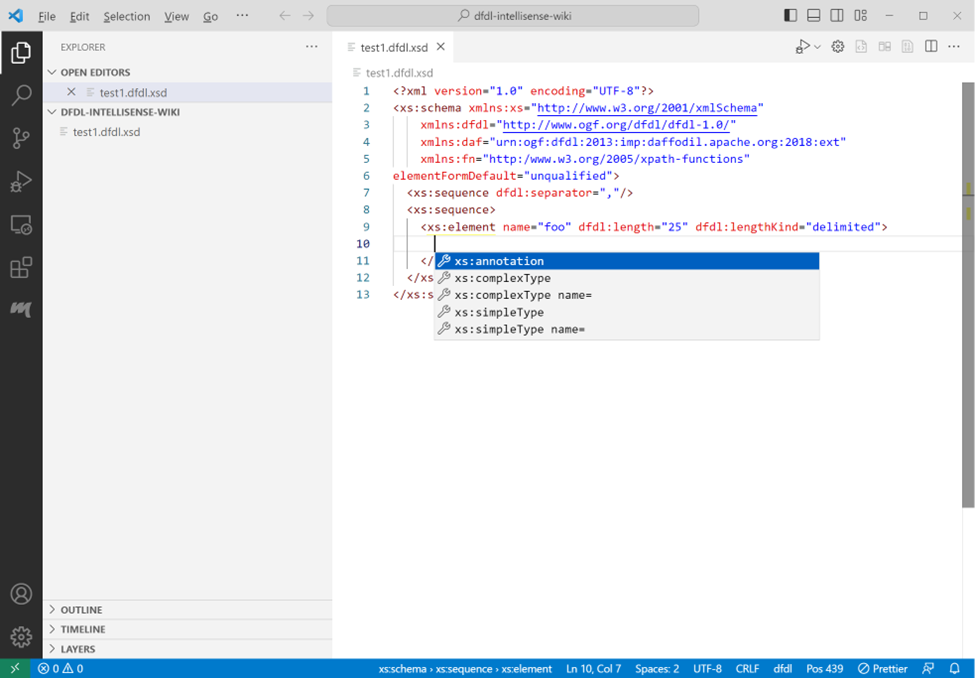 File Edit Selection View Go ··· dfdl-intellisense-wiki
EXPLORER ···
OPEN EDITORS
test1.dfdl.xsd
DFDL-INTELLISENSE-WIKI
test1.dfdl.xsd
OUTLINE
TIMELINE
LAYERS
test1.dfdl.xsd
test1.dfdl.xsd
1 <?xml version="1.0" encoding="UTF-8"?>
2 <xs:schema xmlns:xs="http://www.w3.org/2001/xmlSchema"
3 xmlns:dfdl="http://www.ogf.org/dfdl/dfdl-1.0/"
4 xmlns:daf="urn:ogf:dfdl:2013:imp:daffodil.apache.org:2018:ext"
5 xmlns:fn="http:/www.w3.org/2005/xpath-functions"
6 elementFormDefault="unqualified">
7 <xs:sequence dfdl:separator=","/>
8 <xs:sequence>
9 <xs:element name="foo" dfdl:length="25" dfdl:lengthKind="delimited">
10
11 </
12 </xs
13 </xs:s
xs:annotation
xs:complexType
xs:complexType name=
xs:simpleType
xs:simpleType name=
0 0 xs:schema › xs:sequence › xs:element Ln 10, Col 7 Spaces: 2 UTF-8 CRLF dfdl Pos 439 Prettier